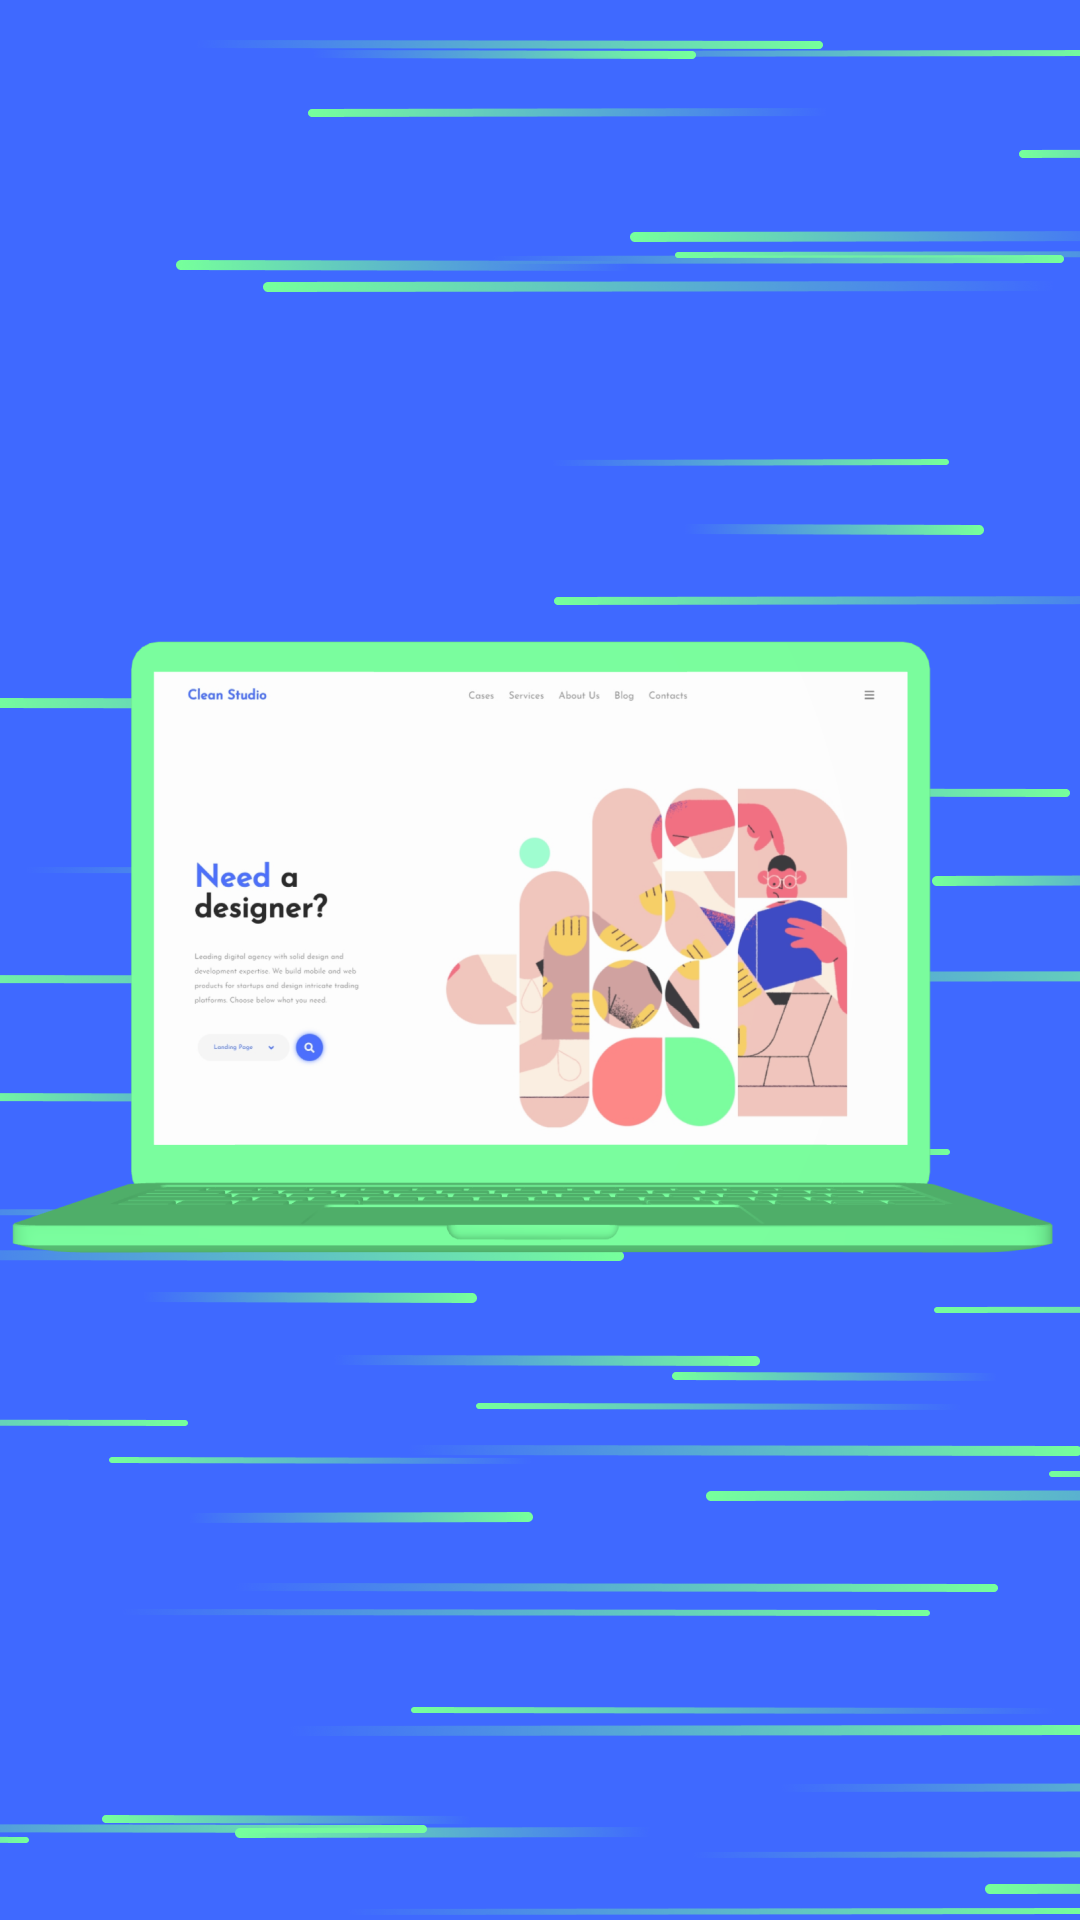 Clean Studio
Cases Services About Us Blog Contacts
Need a
designer?
Leading digital agency with solid design and
development expertise. We build mobile and web
products for startups and design intricate trading
platforms. Choose below what you need.
Landing Page